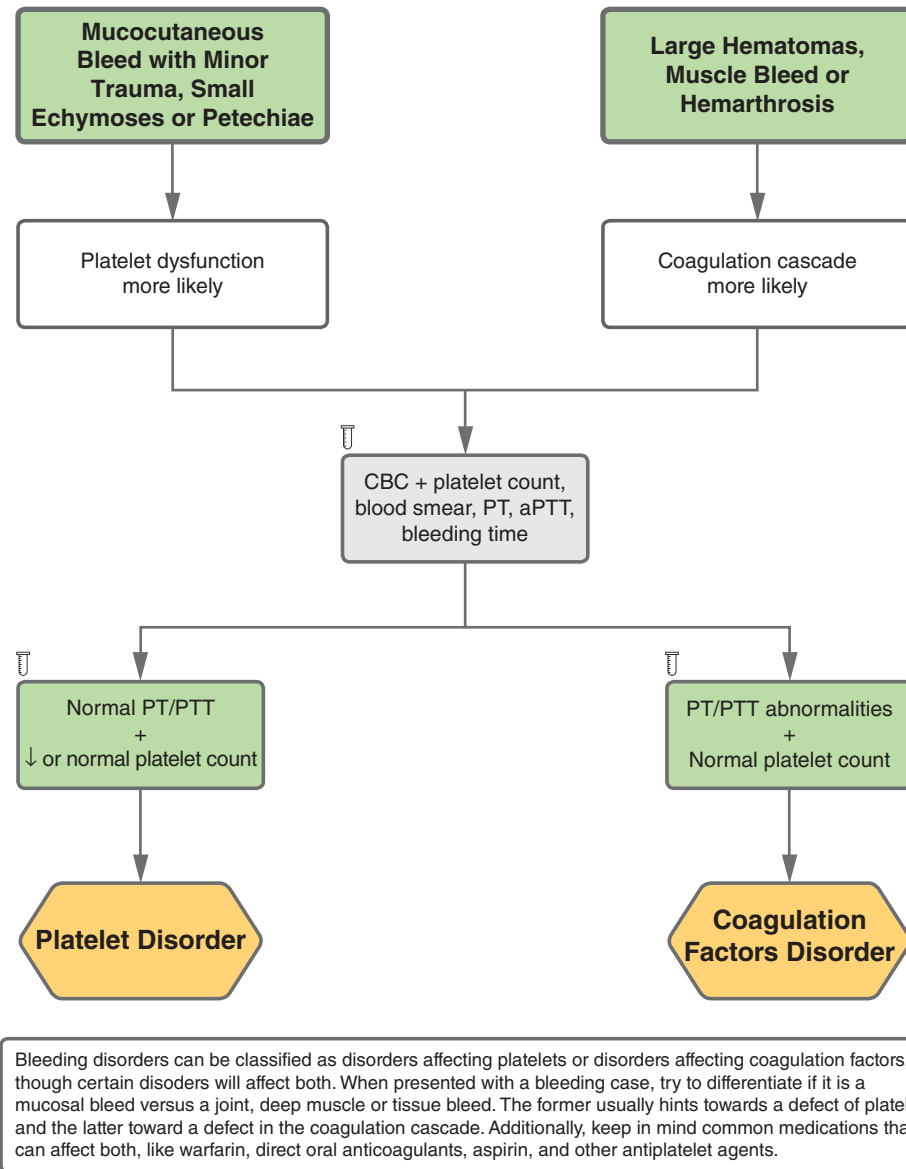 Mucocutaneous
Bleed with Minor
Trauma, Small
Echymoses or Petechiae
Large Hematomas,
Muscle Bleed or
Hemarthrosis
Platelet dysfunction
more likely
Coagulation cascade
more likely
CBC + platelet count,
blood smear, PT, aPTT,
bleeding time
Normal PT/PTT
+
↓ or normal platelet count
PT/PTT abnormalities
+
Normal platelet count
Platelet Disorder
Coagulation
Factors Disorder
Bleeding disorders can be classified as disorders affecting platelets or disorders affecting coagulation factors,
though certain disoders will affect both. When presented with a bleeding case, try to differentiate if it is a
mucosal bleed versus a joint, deep muscle or tissue bleed. The former usually hints towards a defect of
and the latter toward a defect in the coagulation cascade. Additionally, keep in mind common medications
can affect both, like warfarin, direct oral anticoagulants, aspirin, and other antiplatelet agents.